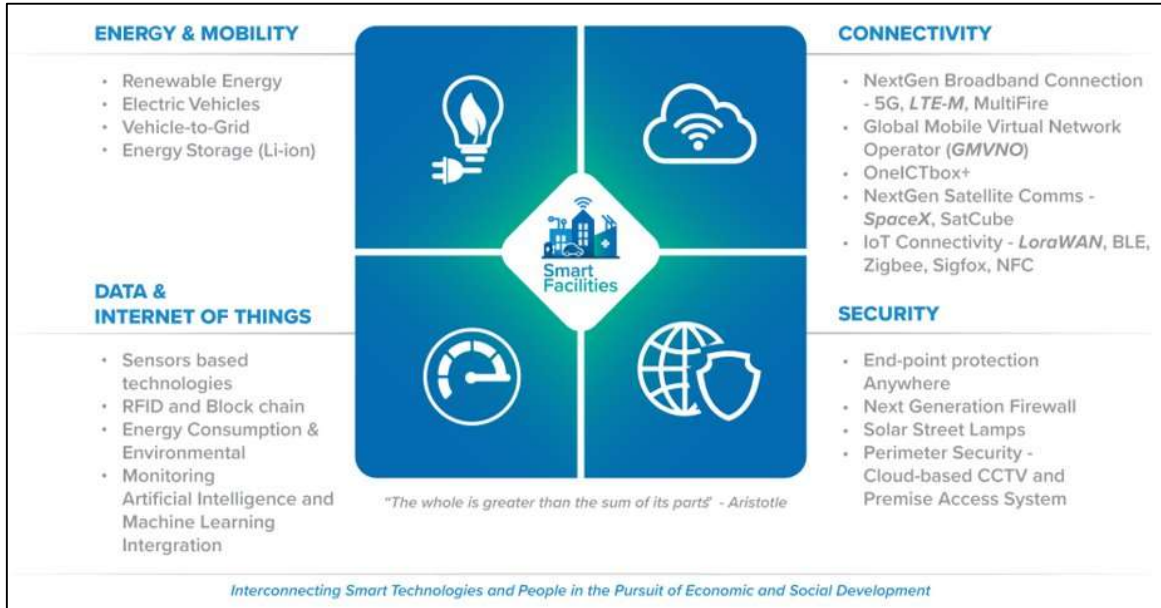 ENERGY & MOBILITY
• Renewable Energy
• Electric Vehicles
• Vehicle-to-Grid
• Energy Storage (Li-ion)
CONNECTIVITY
• NextGen Broadband Connection
- 5G, LTE-M, MultiFire
• Global Mobile Virtual Network
Operator (GMVNO)
• OneICTbox+
• NextGen Satellite Comms -
SpaceX, SatCube
• IoT Connectivity - LoraWAN, BLE,
Zigbee, Sigfox, NFC
Smart
Facilities
DATA &
INTERNET OF THINGS
• Sensors based
technologies
• RFID and Block chain
• Energy Consumption &
Environmental
• Monitoring
Artificial Intelligence and
Machine Learning
Intergration
SECURITY
• End-point protection
Anywhere
• Next Generation Firewall
• Solar Street Lamps
• Perimeter Security -
Cloud-based CCTV and
Premise Access System
"The whole is greater than the sum of its parts" - Aristotle
Interconnecting Smart Technologies and People in the Pursuit of Economic and Social Development